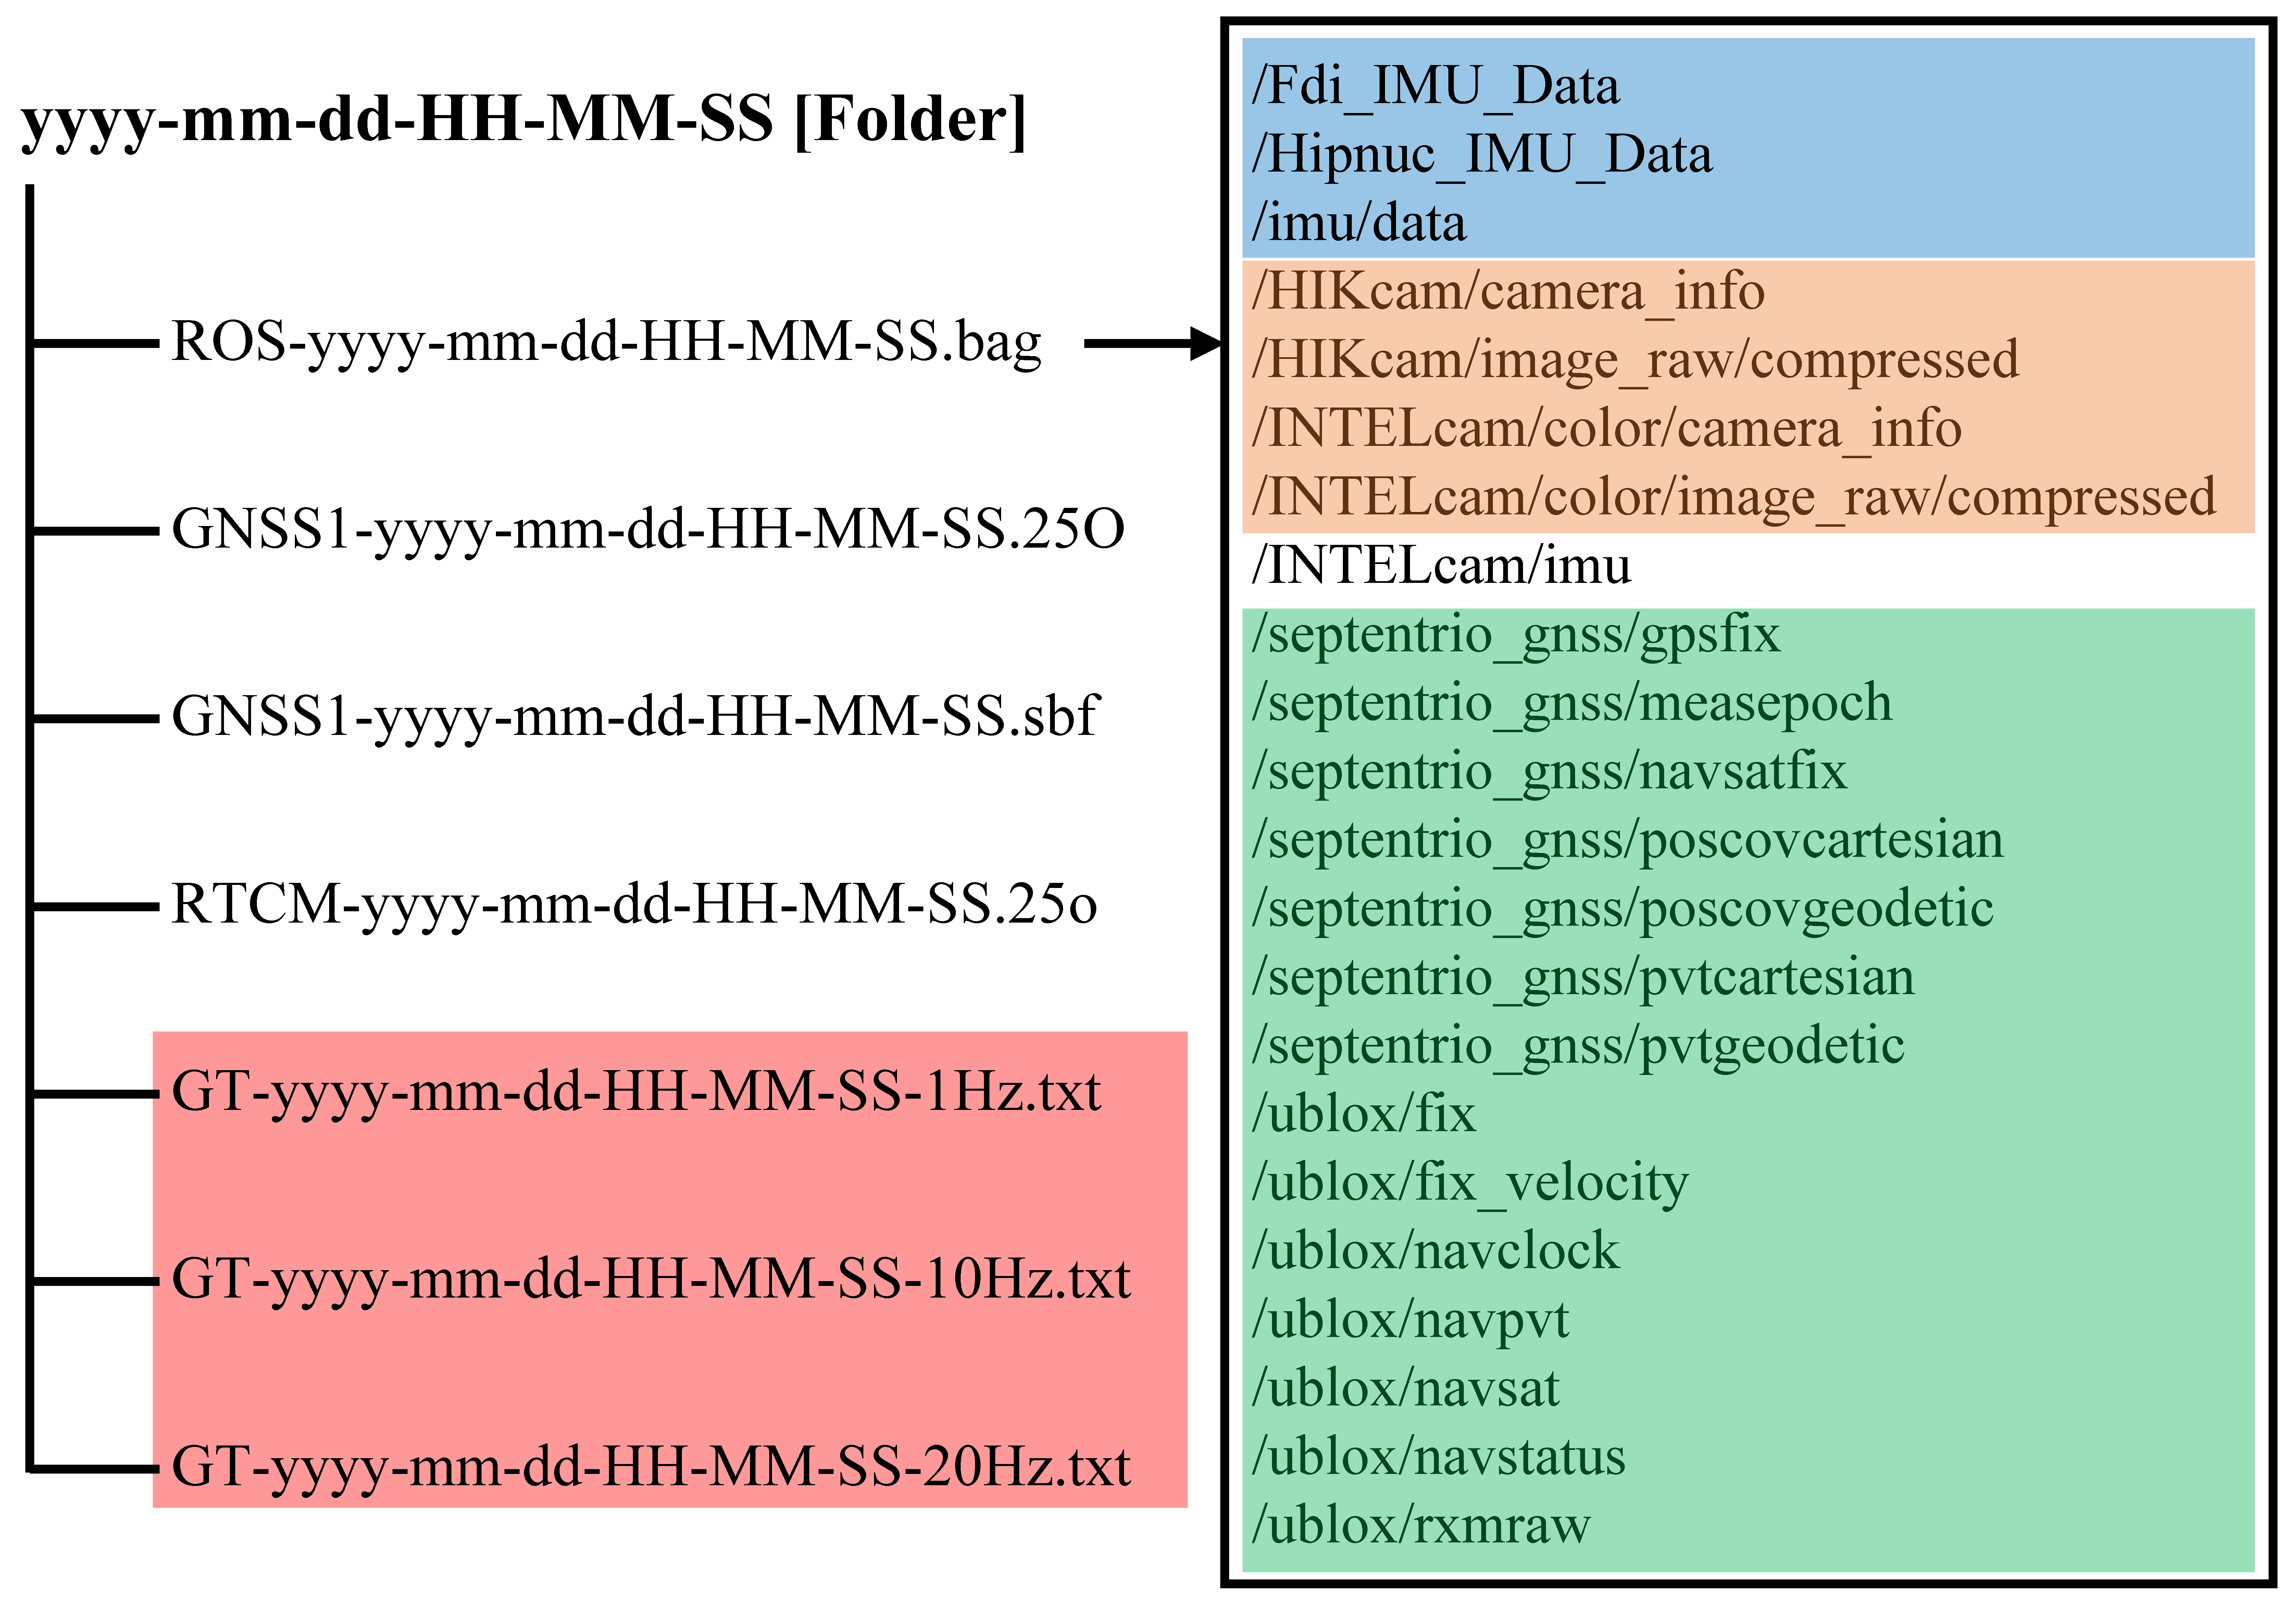 yyyy-mm-dd-HH-MM-SS [Folder]
ROS-yyyy-mm-dd-HH-MM-SS.bag
GNSS1-yyyy-mm-dd-HH-MM-SS.25O
GNSS1-yyyy-mm-dd-HH-MM-SS.sbf
RTCM-yyyy-mm-dd-HH-MM-SS.25o
GT-yyyy-mm-dd-HH-MM-SS-1Hz.txt
GT-yyyy-mm-dd-HH-MM-SS-10Hz.txt
GT-yyyy-mm-dd-HH-MM-SS-20Hz.txt
/Fdi_IMU_Data
/Hipnuc_IMU_Data
/imu/data
/HIKcam/camera_info
/HIKcam/image_raw/compressed
/INTELcam/color/camera_info
/INTELcam/color/image_raw/compressed
/INTELcam/imu
/septentrio_gnss/gpsfix
/septentrio_gnss/measepoch
/septentrio_gnss/navsatfix
/septentrio_gnss/poscovcartesian
/septentrio_gnss/poscovgeodetic
/septentrio_gnss/pvtcartesian
/septentrio_gnss/pvtgeodetic
/ublox/fix
/ublox/fix_velocity
/ublox/navclock
/ublox/navpvt
/ublox/navsat
/ublox/navstatus
/ublox/rxmraw